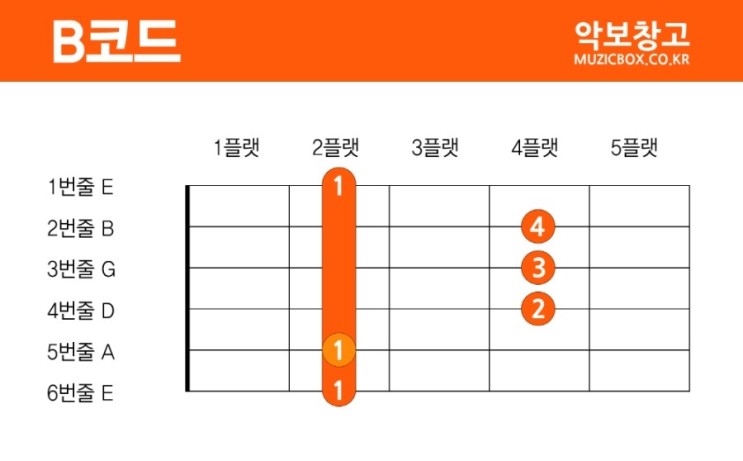 B코드
악보창고
MUZICBOX.CO.KR
1플랫 2플랫 3플랫 4플랫 5플랫
1번줄 E 1
2번줄 B 4
3번줄 G 3
4번줄 D 2
5번줄 A 1
6번줄 E 1